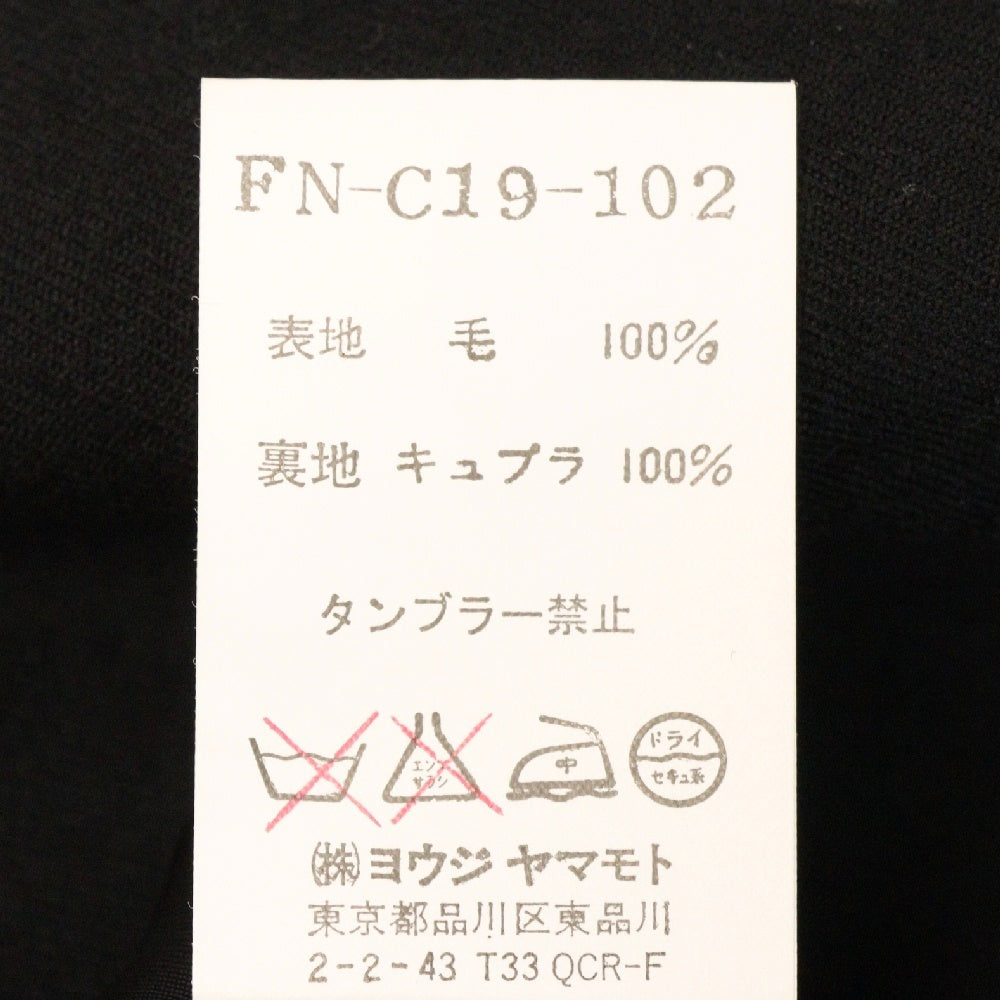 FN-C19-102
表地 毛 100%
裏地 キュプラ 100%
タンブラー禁止
エンソ サラシ 中 ドライ セキユ系
㈱ヨウジ ヤマモト
東京都品川区東品川
2-2-43 T33 QCR-F